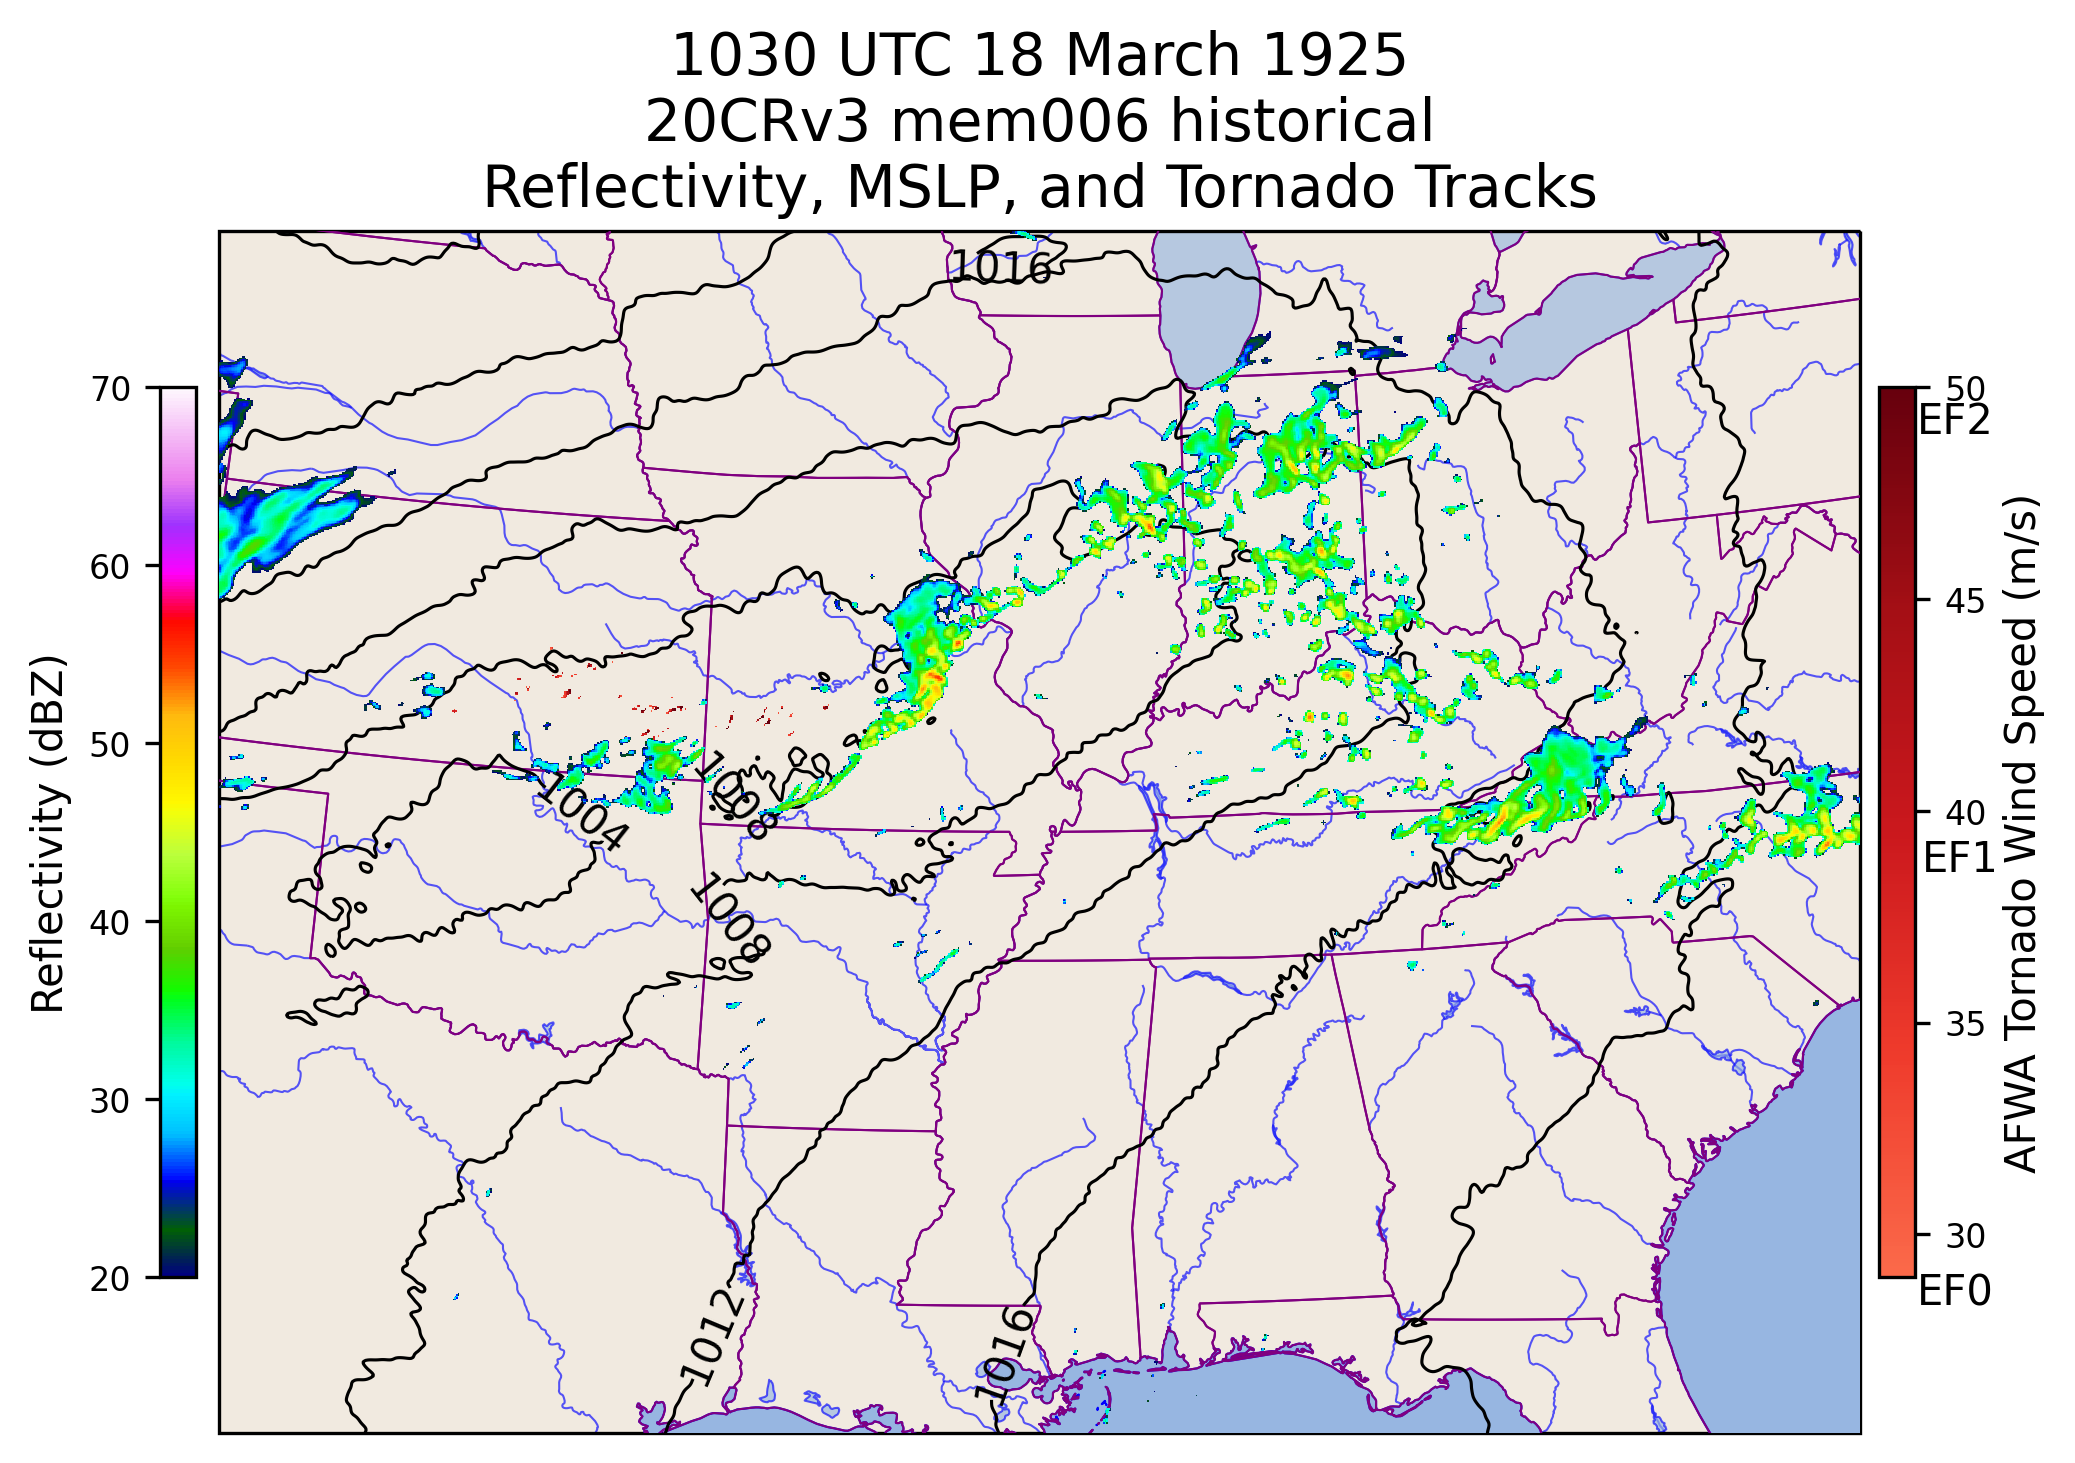 1030 UTC 18 March 1925
20CRv3 mem006 historical
Reflectivity, MSLP, and Tornado Tracks
70
60
50
40
30
20
Reflectivity (dBZ)
1016
1004
1008
1008
1012
1016
50
EF2
45
40
EF1
35
30
EF0
AFWA Tornado Wind Speed (m/s)